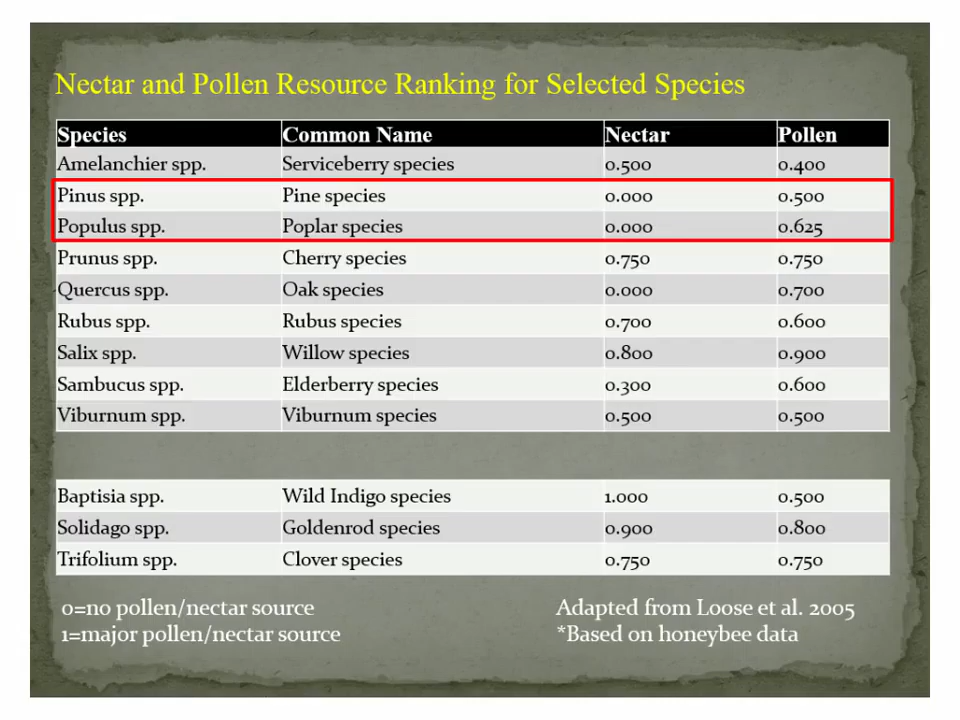 Nectar and Pollen Resource Ranking for Selected Species
Species Common Name Nectar Pollen
Amelanchier spp. Serviceberry species 0.500 0.400
Pinus spp. Pine species 0.000 0.500
Populus spp. Poplar species 0.000 0.625
Prunus spp. Cherry species 0.750 0.750
Quercus spp. Oak species 0.000 0.700
Rubus spp. Rubus species 0.700 0.600
Salix spp. Willow species 0.800 0.900
Sambucus spp. Elderberry species 0.300 0.600
Viburnum spp. Viburnum species 0.500 0.500
Baptisia spp. Wild Indigo species 1.000 0.500
Solidago spp. Goldenrod species 0.900 0.800
Trifolium spp. Clover species 0.750 0.750
0=no pollen/nectar source
1=major pollen/nectar source
Adapted from Loose et al. 2005
*Based on honeybee data